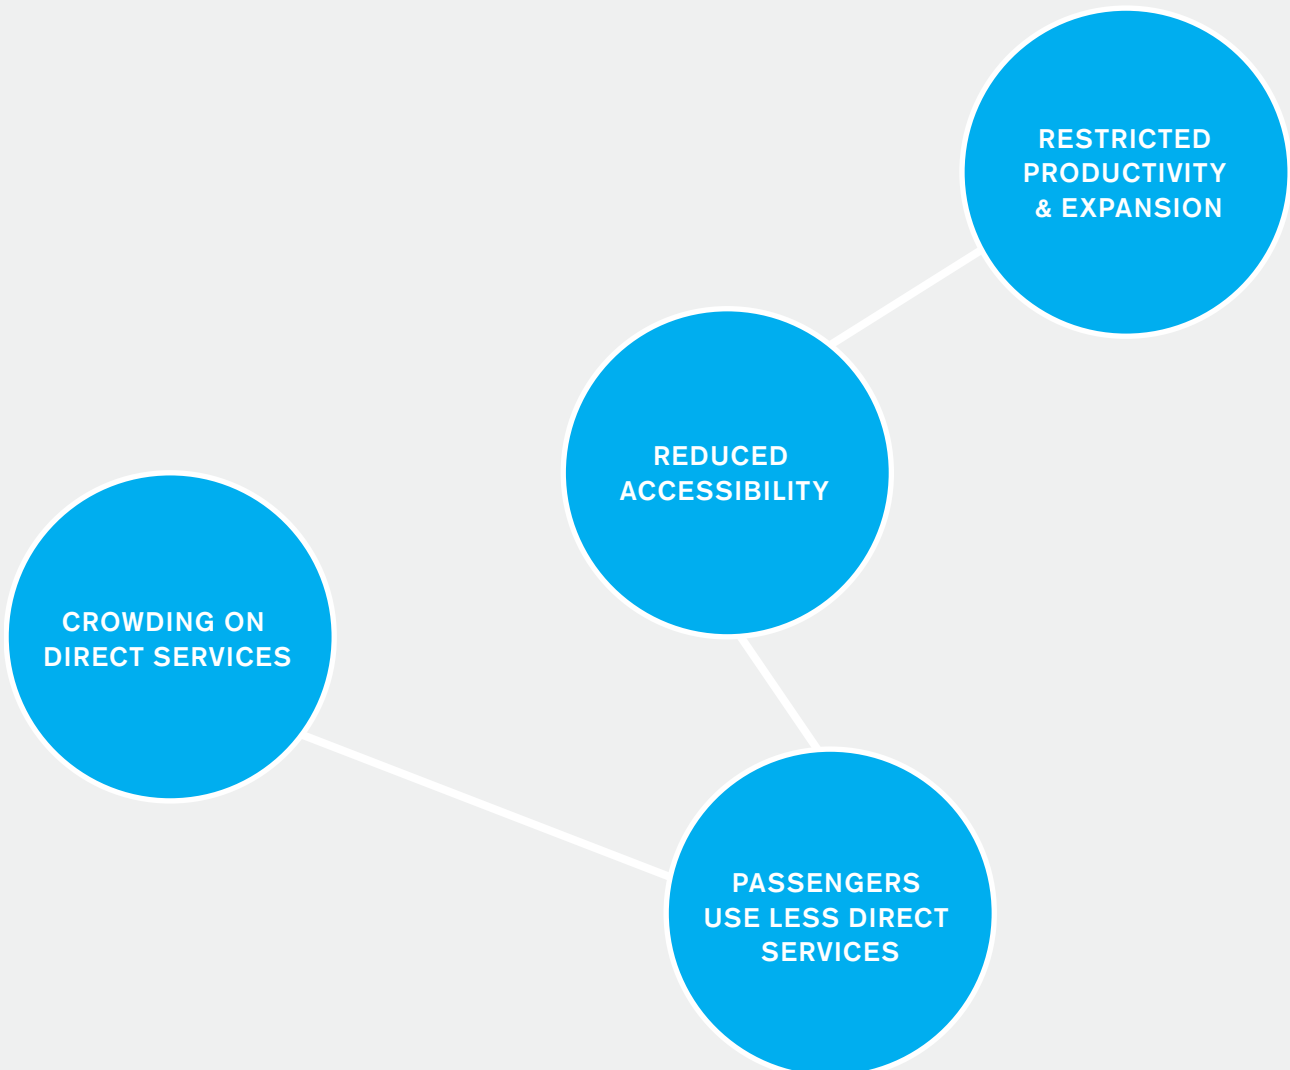 RESTRICTED
PRODUCTIVITY
& EXPANSION
REDUCED
ACCESSIBILITY
CROWDING ON
DIRECT SERVICES
PASSENGERS
USE LESS DIRECT
SERVICES